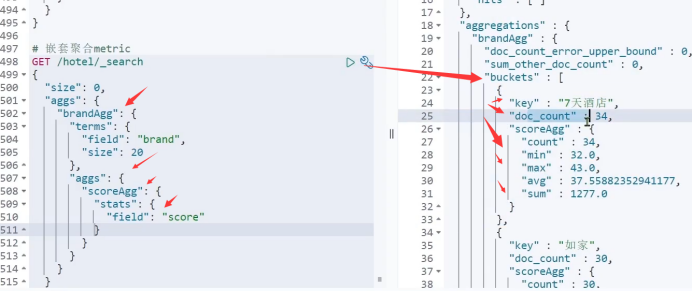 494 }
495 }
496
497 # 嵌套聚合metric
498 GET /hotel/_search
499 {
500 "size": 0,
501 "aggs": {
502 "brandAgg": {
503 "terms": {
504 "field": "brand",
505 "size": 20
506 },
507 "aggs": {
508 "scoreAgg": {
509 "stats": {
510 "field": "score"
511 }
512 }
513 }
514 }
515 }
17 },
18 "aggregations" : {
19 "brandAgg" : {
20 "doc_count_error_upper_bound" : 0,
21 "sum_other_doc_count" : 0,
22 "buckets" : [
23 {
24 "key" : "7天酒店",
25 "doc_count" : 34,
26 "scoreAgg" : {
27 "count" : 34,
28 "min" : 32.0,
29 "max" : 43.0,
30 "avg" : 37.55882352941177,
31 "sum" : 1277.0
32 }
33 },
34 {
35 "key" : "如家",
36 "doc_count" : 30,
37 "scoreAgg" : {
38 "count" : 30,